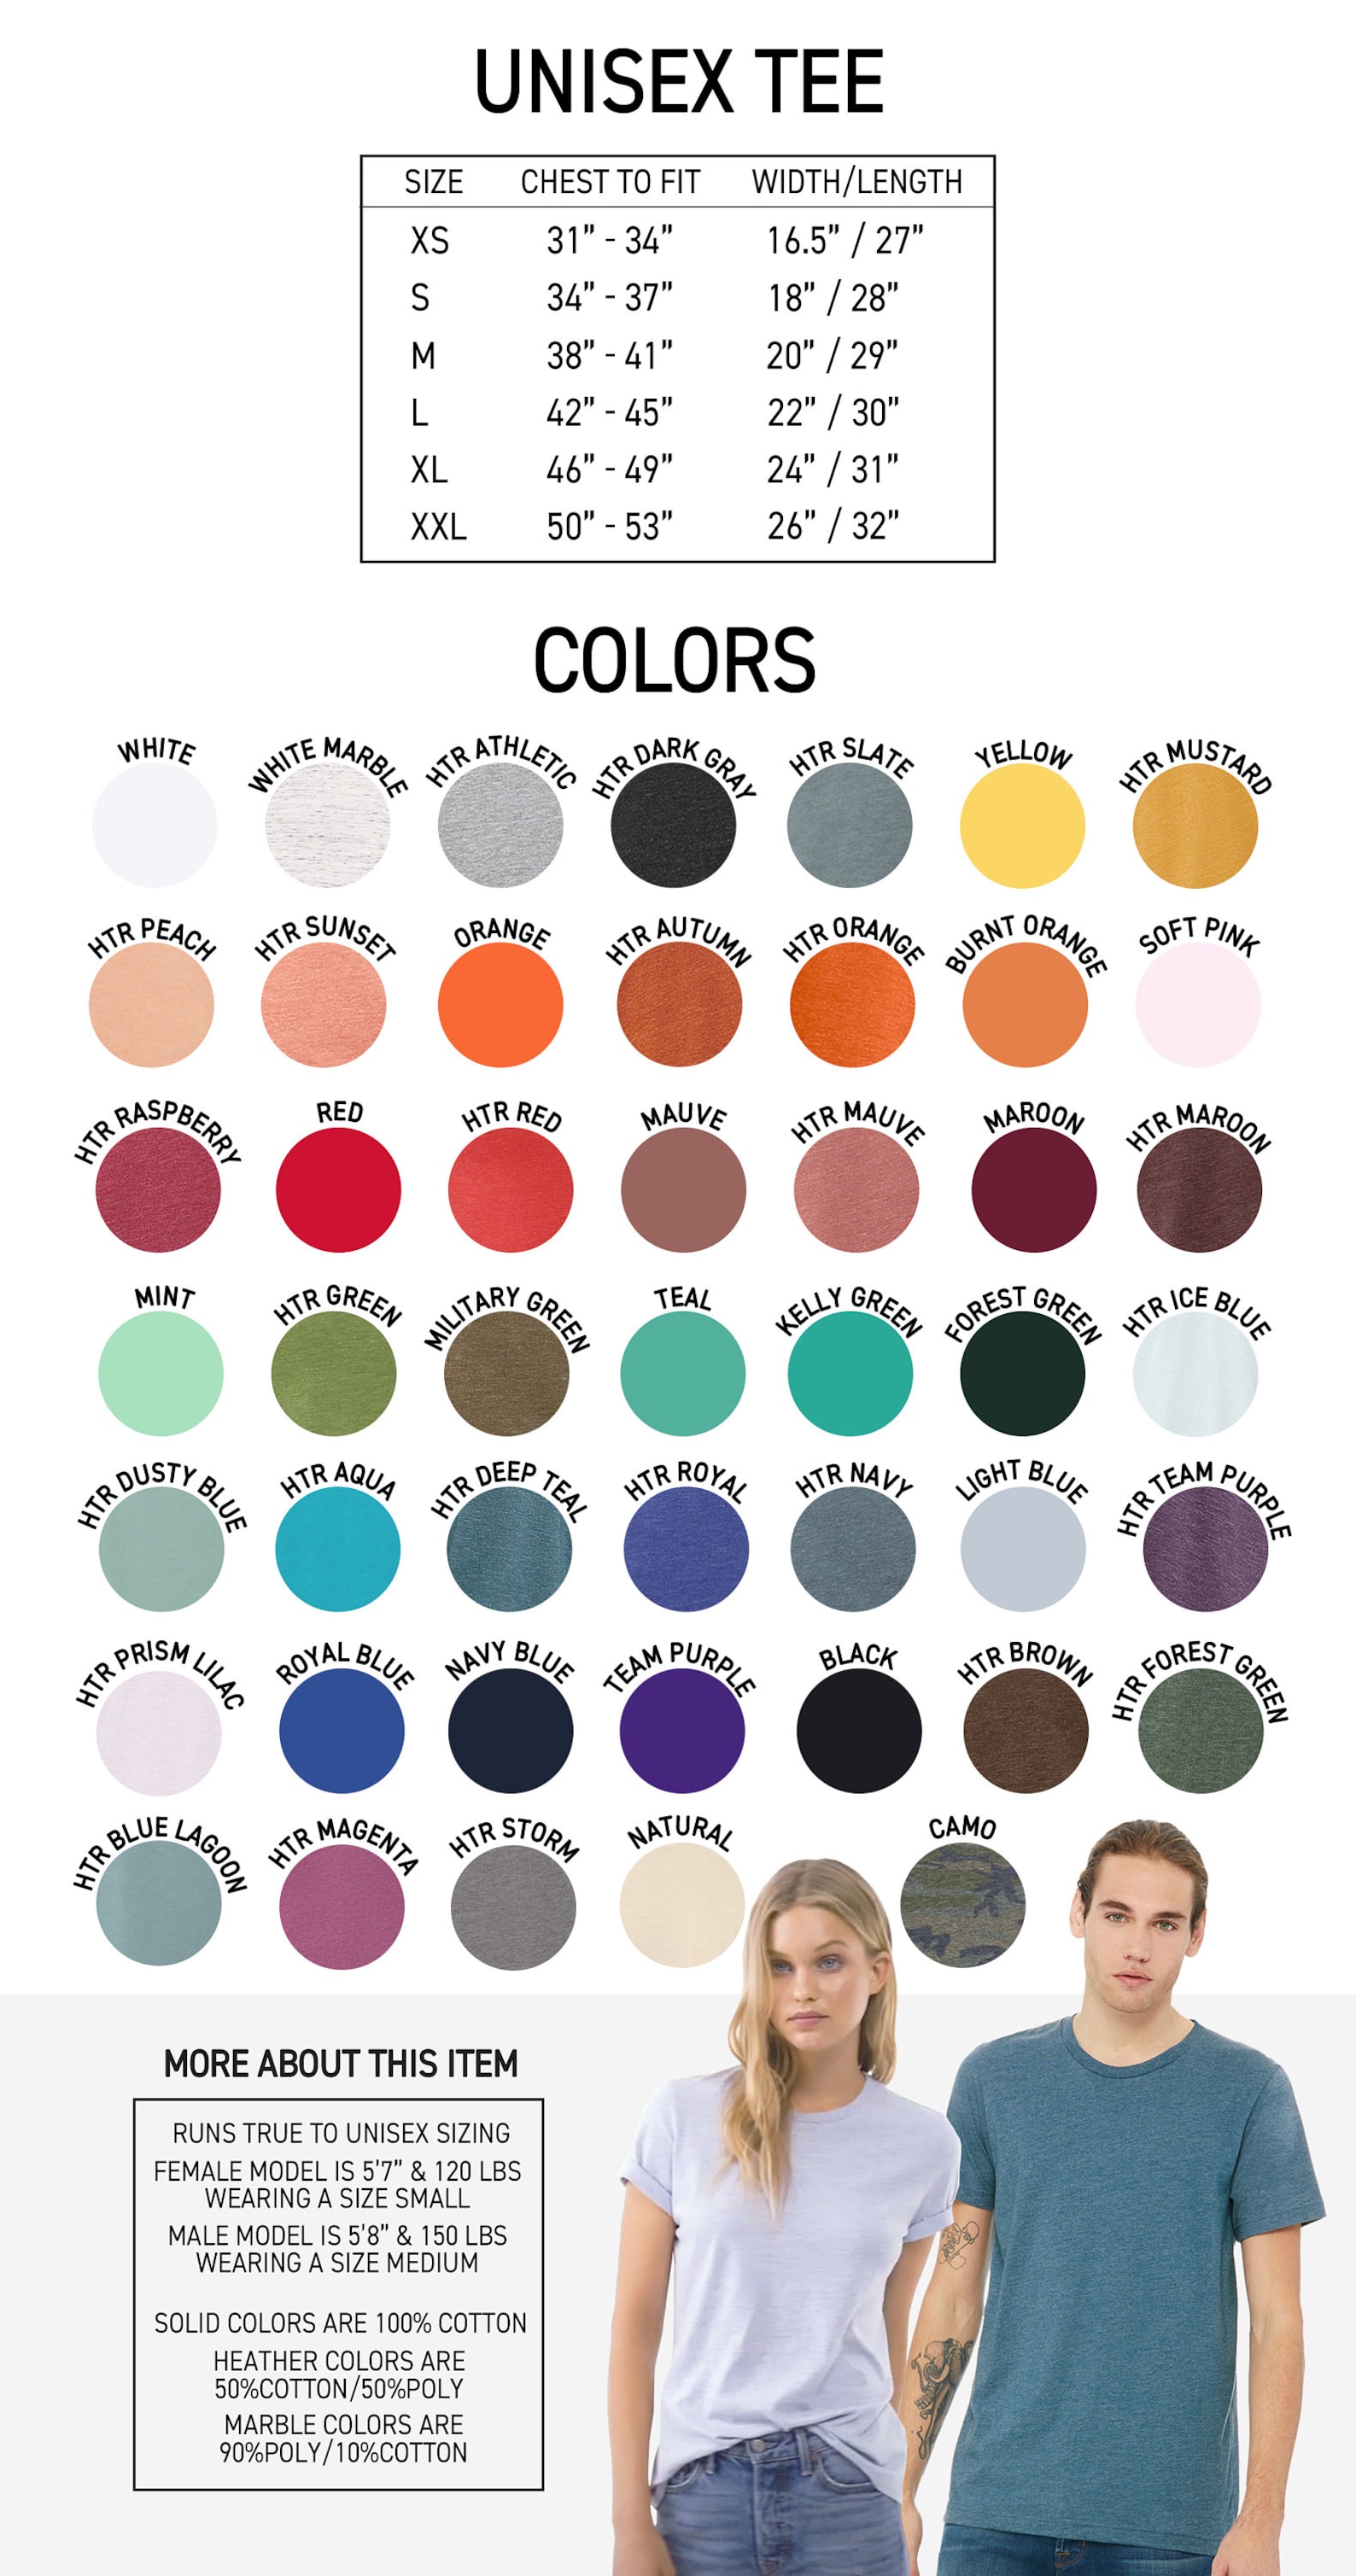 UNISEX TEE
SIZE CHEST TO FIT WIDTH/LENGTH
XS 31” - 34” 16.5” / 27”
S 34” - 37” 18” / 28”
M 38” - 41” 20” / 29”
L 42” - 45” 22” / 30”
XL 46” - 49” 24” / 31”
XXL 50” - 53” 26” / 32”
COLORS
WHITE WHITE MARBLE HTR ATHLETIC HTR DARK GRAY HTR SLATE YELLOW HTR MUSTARD
HTR PEACH HTR SUNSET ORANGE HTR AUTUMN HTR ORANGE BURNT ORANGE SOFT PINK
HTR RASPBERRY RED HTR RED MAUVE HTR MAUVE MAROON HTR MAROON
MINT HTR GREEN MILITARY GREEN TEAL KELLY GREEN FOREST GREEN HTR ICE BLUE
HTR DUSTY BLUE HTR AQUA HTR DEEP TEAL HTR ROYAL HTR NAVY LIGHT BLUE HTR TEAM PURPLE
HTR PRISM LILAC ROYAL BLUE NAVY BLUE TEAM PURPLE BLACK HTR BROWN HTR FOREST GREEN
HTR BLUE LAGOON HTR MAGENTA HTR STORM NATURAL CAMO
MORE ABOUT THIS ITEM
RUNS TRUE TO UNISEX SIZING
FEMALE MODEL IS 5’7” & 120 LBS
WEARING A SIZE SMALL
MALE MODEL IS 5’8” & 150 LBS
WEARING A SIZE MEDIUM
SOLID COLORS ARE 100% COTTON
HEATHER COLORS ARE
50%COTTON/50%POLY
MARBLE COLORS ARE
90%POLY/10%COTTON